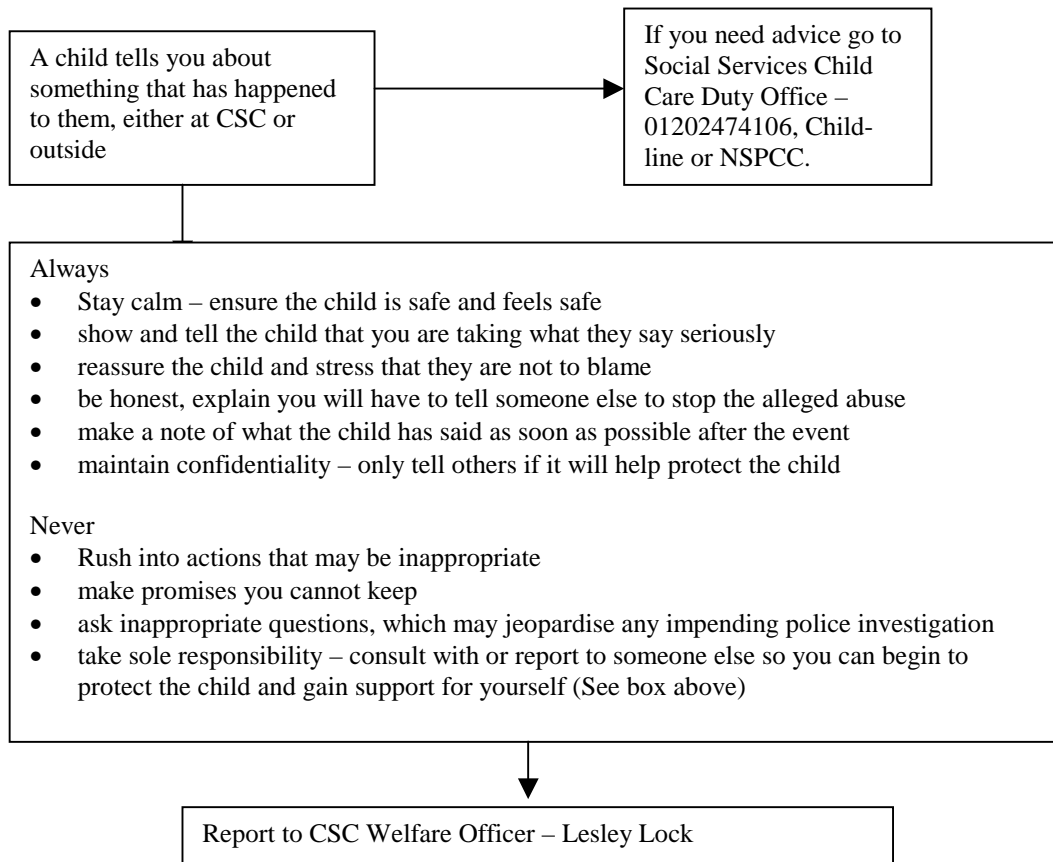 A child tells you about
something that has happened
to them, either at CSC or
outside
If you need advice go to
Social Services Child
Care Duty Office –
01202474106, Child-
line or NSPCC.
Always
• Stay calm – ensure the child is safe and feels safe
• show and tell the child that you are taking what they say seriously
• reassure the child and stress that they are not to blame
• be honest, explain you will have to tell someone else to stop the alleged abuse
• make a note of what the child has said as soon as possible after the event
• maintain confidentiality – only tell others if it will help protect the child
Never
• Rush into actions that may be inappropriate
• make promises you cannot keep
• ask inappropriate questions, which may jeopardise any impending police investigation
• take sole responsibility – consult with or report to someone else so you can begin to
protect the child and gain support for yourself (See box above)
Report to CSC Welfare Officer – Lesley Lock